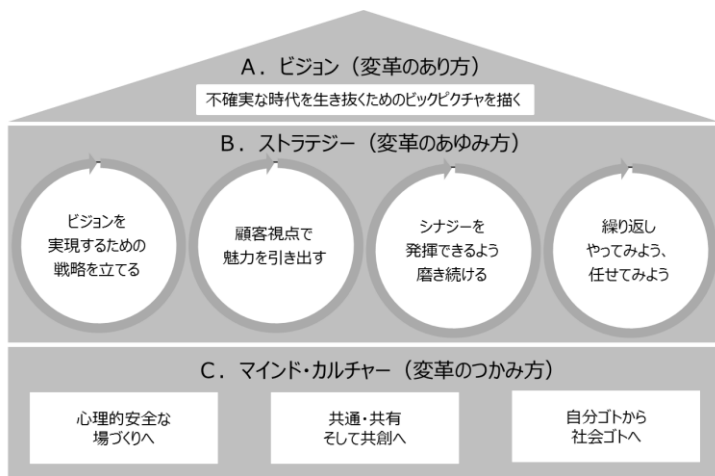 A．ビジョン（変革のあり方）
不確実な時代を生き抜くためのビックピクチャを描く
B．ストラテジー（変革のあゆみ方）
ビジョンを
実現するための
戦略を立てる
顧客視点で
魅力を引き出す
シナジーを
発揮できるよう
磨き続ける
繰り返し
やってみよう、
任せてみよう
C．マインド・カルチャー（変革のつかみ方）
心理的安全な
場づくりへ
共通・共有
そして共創へ
自分ゴトから
社会ゴトへ